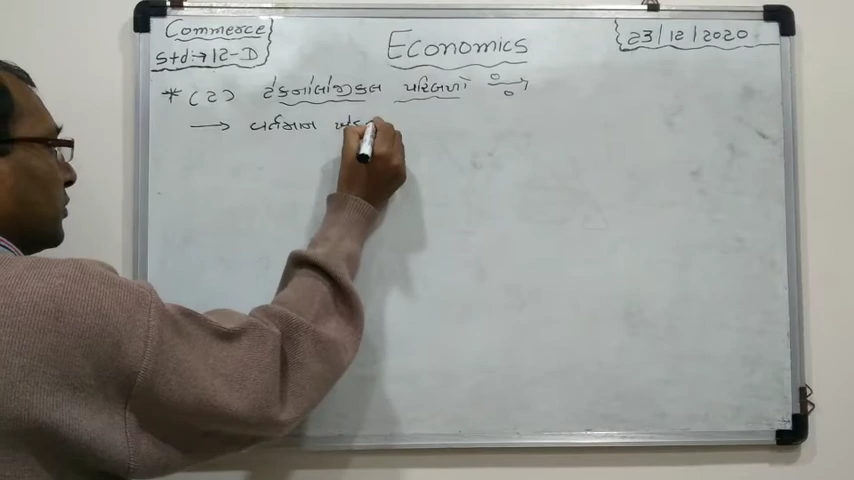 Commerce
Std:→ 12-D
Economics
23/12/2020
* (2) ટેકનોલોજીકલ પરિબળો
→ વર્તમાન